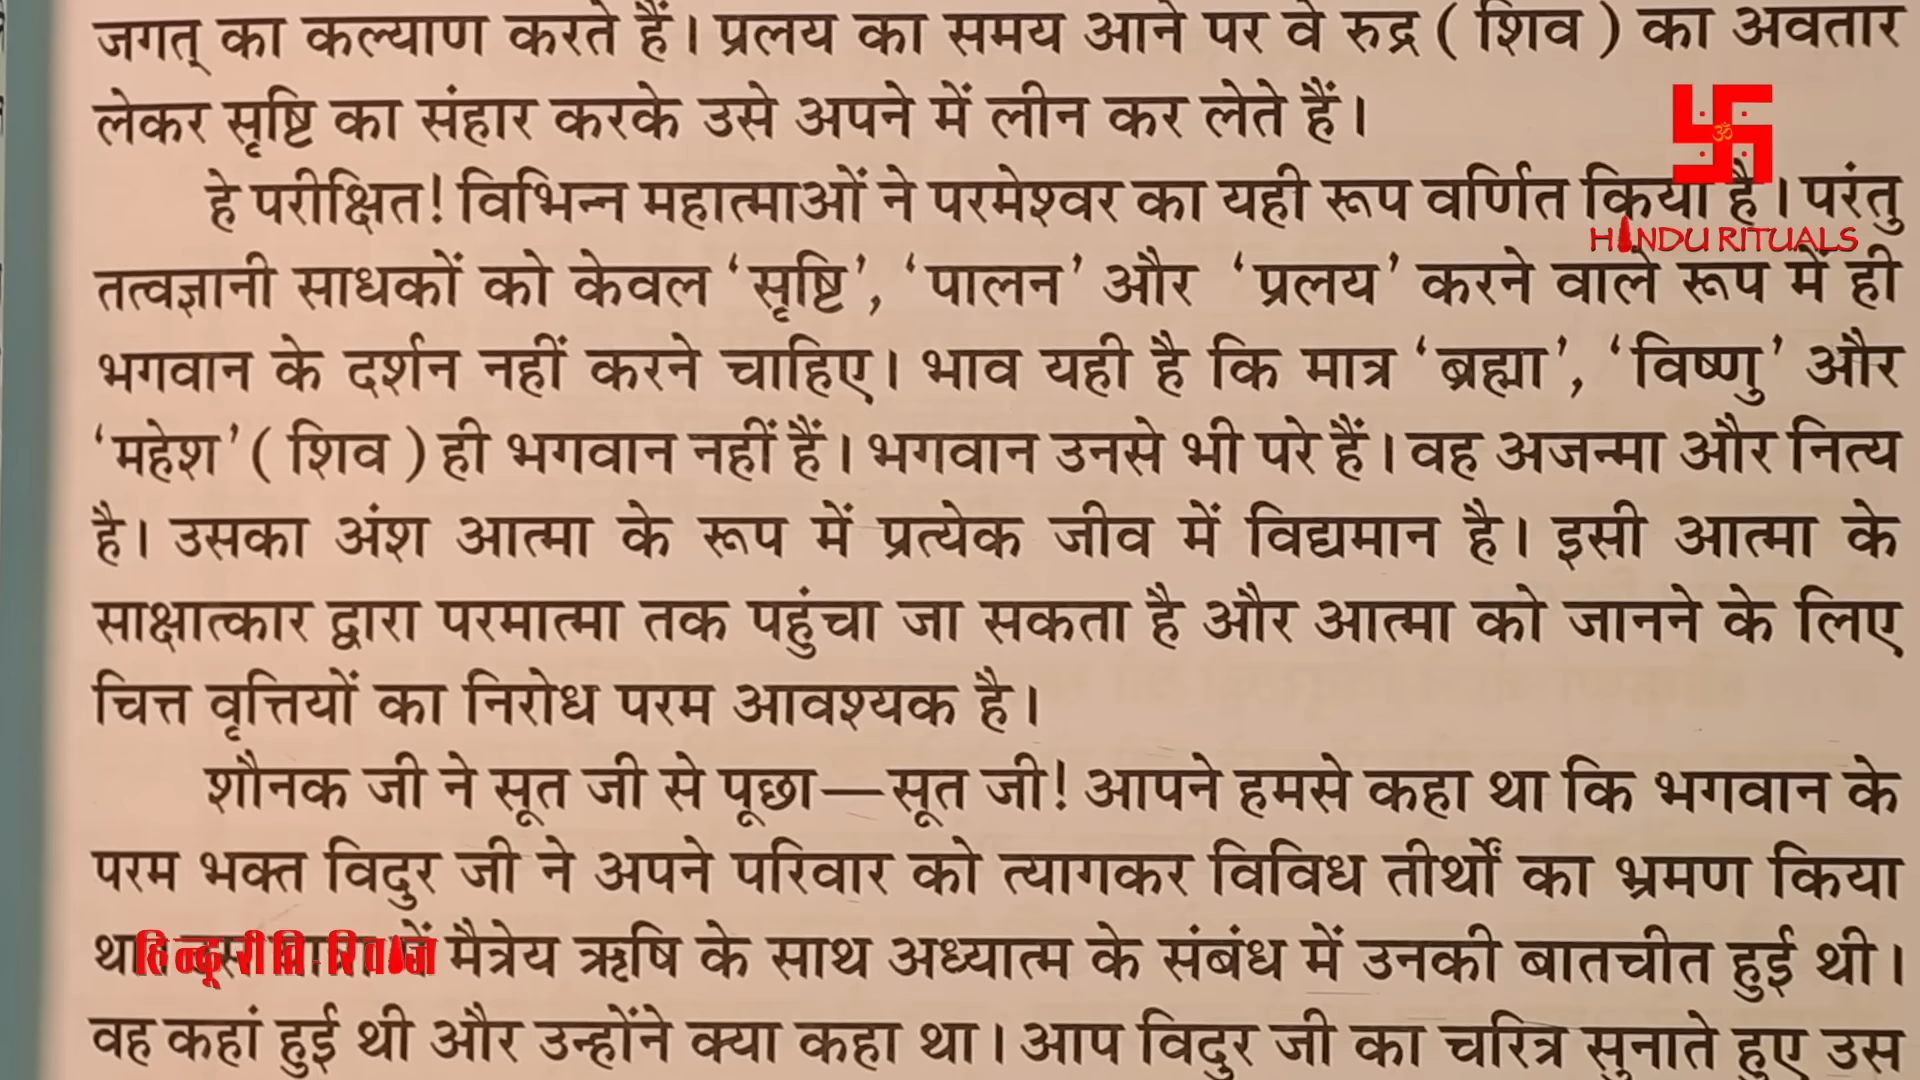 जगत् का कल्याण करते हैं। प्रलय का समय आने पर वे रुद्र ( शिव ) का अवतार
लेकर सृष्टि का संहार करके उसे अपने में लीन कर लेते हैं।
ॐ
हे परीक्षित! विभिन्न महात्माओं ने परमेश्वर का यही रूप वर्णित किया है। परंतु
HINDU RITUALS
तत्वज्ञानी साधकों को केवल ‘सृष्टि’, ‘पालन’ और ‘प्रलय’ करने वाले रूप में ही
भगवान के दर्शन नहीं करने चाहिए। भाव यही है कि मात्र ‘ब्रह्मा’, ‘विष्णु’ और
‘महेश’ ( शिव ) ही भगवान नहीं हैं। भगवान उनसे भी परे हैं। वह अजन्मा और नित्य
है। उसका अंश आत्मा के रूप में प्रत्येक जीव में विद्यमान है। इसी आत्मा के
साक्षात्कार द्वारा परमात्मा तक पहुंचा जा सकता है और आत्मा को जानने के लिए
चित्त वृत्तियों का निरोध परम आवश्यक है।
शौनक जी ने सूत जी से पूछा—सूत जी! आपने हमसे कहा था कि भगवान के
परम भक्त विदुर जी ने अपने परिवार को त्यागकर विविध तीर्थों का भ्रमण किया
में मैत्रेय ऋषि के साथ अध्यात्म के संबंध में उनकी बातचीत हुई थी।
हिन्दू रीति-रिवाज
वह कहां हुई थी और उन्होंने क्या कहा था। आप विदुर जी का चरित्र सुनाते हुए उस